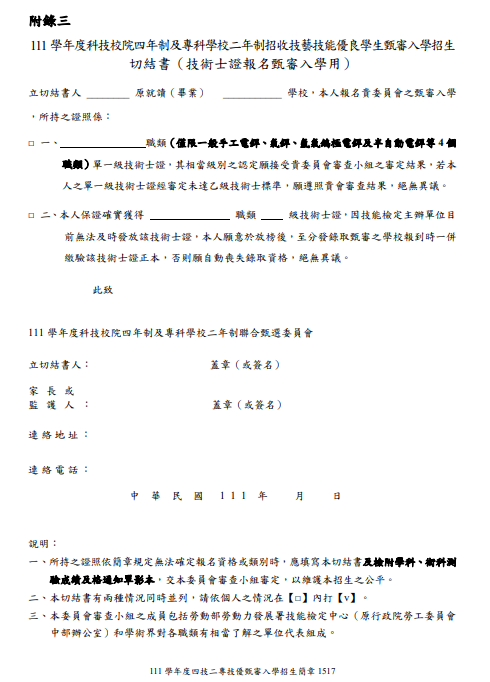 附錄三
111 學年度科技校院四年制及專科學校二年制招收技藝技能優良學生甄審入學招生
切結書（技術士證報名甄審入學用）
立切結書人 ________ 原就讀（畢業） ___________ 學校，本人報名貴委員會之甄審入學
，所持之證照係：
□ 一、________________職類（僅限一般手工電銲、氣銲、氬氣鎢極電銲及半自動電銲等 4 個
職類）單一級技術士證，其相當級別之認定願接受貴委員會審查小組之審定結果，若本
人之單一級技術士證經審定未達乙級技術士標準，願遵照貴會審查結果，絕無異議。
□ 二、本人保證確實獲得 _______________ 職類 ____ 級技術士證，因技能檢定主辦單位目
前無法及時發放該技術士證，本人願意於放榜後，至分發錄取甄審之學校報到時一併
繳驗該技術士證正本，否則願自動喪失錄取資格，絕無異議。
此致
111 學年度科技校院四年制及專科學校二年制聯合甄選委員會
立切結書人： 蓋章（或簽名）
家 長 或
監 護 人 ： 蓋章（或簽名）
連絡地址：
連絡電話：
中 華 民 國 111 年 月 日
說明：
一、所持之證照依簡章規定無法確定報名資格或類別時，應填寫本切結書及檢附學科、術科測
驗成績及格通知單影本，交本委員會審查小組審定，以維護本招生之公平。
二、本切結書有兩種情況同時並列，請依個人之情況在【□】內打【v】。
三、本委員會審查小組之成員包括勞動部勞動力發展署技能檢定中心（原行政院勞工委員會
中部辦公室）和學術界對各職類有相當了解之單位代表組成。
111 學年度四技二專技優甄審入學招生簡章 1517